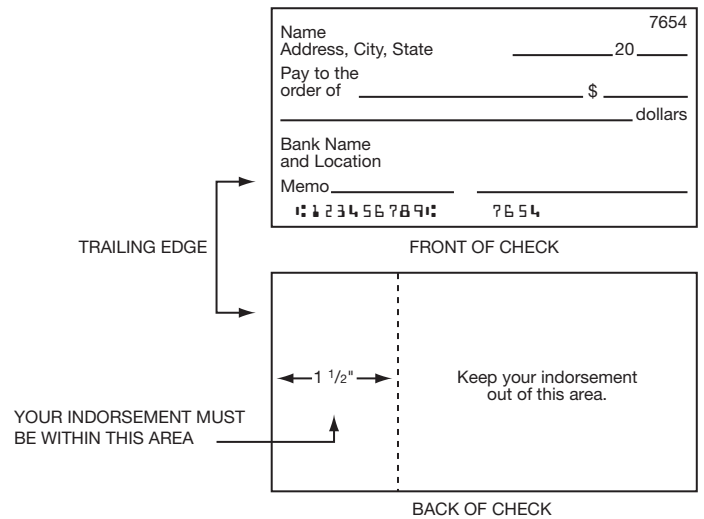 7654
Name
Address, City, State
20
Pay to the
order of $
dollars
Bank Name
and Location
Memo
⑆123456789⑆ 7654
TRAILING EDGE
FRONT OF CHECK
1 1/2"
Keep your indorsement
out of this area.
YOUR INDORSEMENT MUST
BE WITHIN THIS AREA
BACK OF CHECK